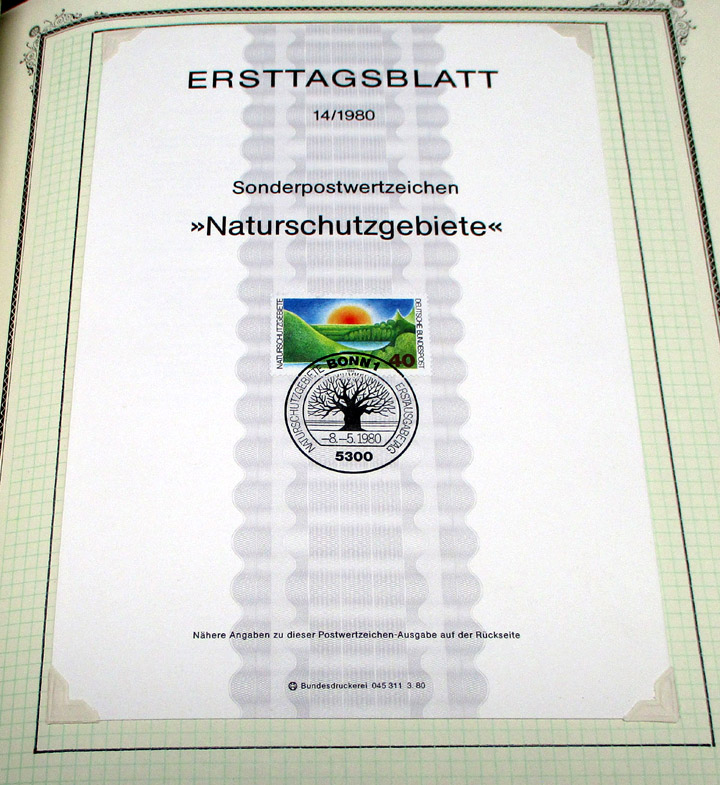 ERSTTAGSBLATT
14/1980
Sonderpostwertzeichen
»Naturschutzgebiete«
NATURSCHUTZGEBIETE
DEUTSCHE BUNDESPOST
40
BONN 1
NATURSCHUTZGEBIETE
ERSTAUSGABETAG
–8.–5.1980
5300
Nähere Angaben zu dieser Postwertzeichen-Ausgabe auf der Rückseite
Bundesdruckerei 045 311 3. 80